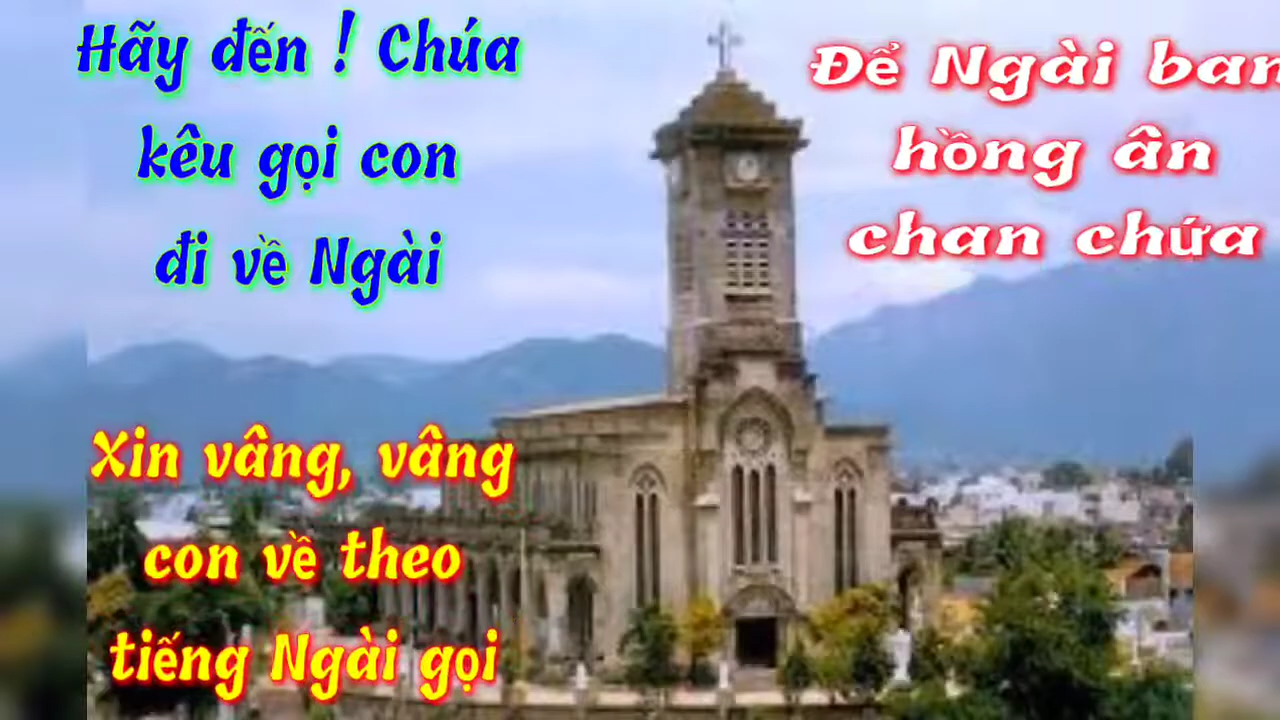 Hãy đến ! Chúa
kêu gọi con
đi về Ngài
Để Ngài ban
hồng ân
chan chứa
Xin vâng, vâng
con về theo
tiếng Ngài gọi